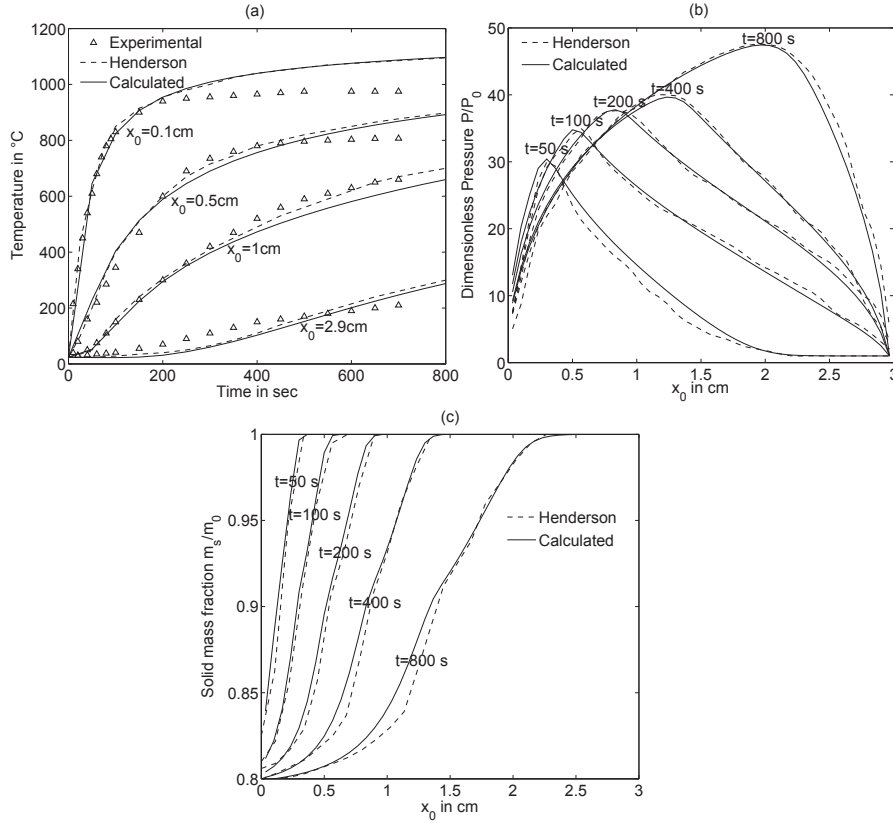 (a)
Experimental
Henderson
Calculated
1200
1000
800
600
400
200
0
0
200
400
600
800
Temperature in °C
Time in sec
x0=0.1cm
x0=0.5cm
x0=1cm
x0=2.9cm
(b)
Henderson
Calculated
50
40
30
20
10
0
0
0.5
1
1.5
2
2.5
3
Dimensionless Pressure P/P0
x0 in cm
t=800 s
t=400 s
t=200 s
t=100 s
t=50 s
(c)
1
0.95
0.9
0.85
0.8
0
0.5
1
1.5
2
2.5
3
Solid mass fraction ms/m0
x0 in cm
t=50 s
t=100 s
t=200 s
t=400 s
t=800 s
Henderson
Calculated